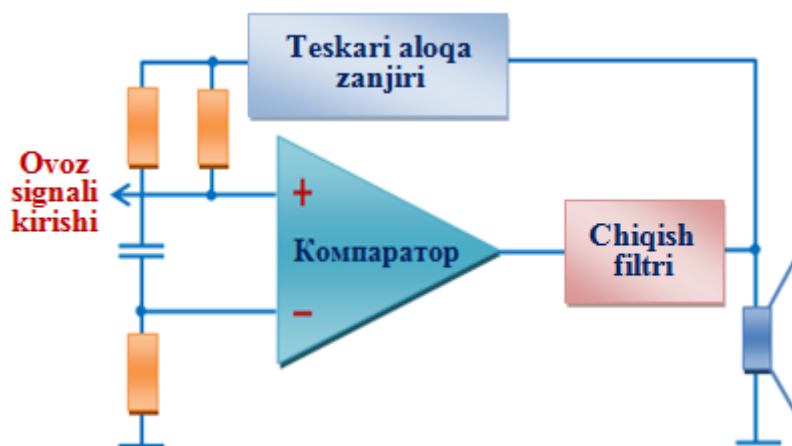 Teskari aloqa
zanjiri
Ovoz
signali
kirishi
+
Компаратор
Chiqish
filtri
−